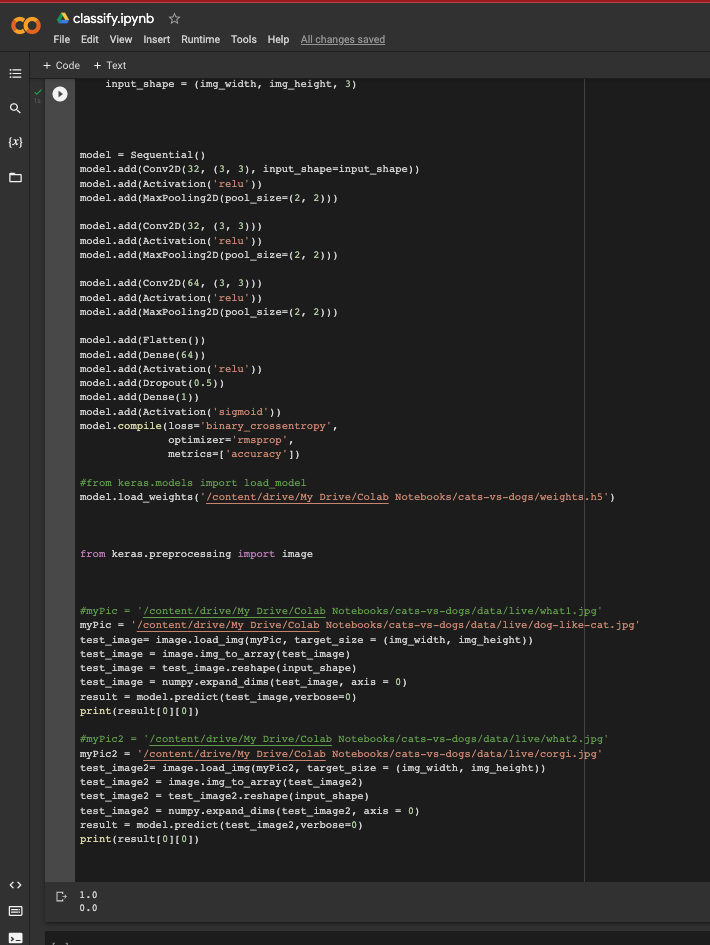 classify.ipynb
File Edit View Insert Runtime Tools Help All changes saved
+ Code + Text
1s
{x}
input_shape = (img_width, img_height, 3)
model = Sequential()
model.add(Conv2D(32, (3, 3), input_shape=input_shape))
model.add(Activation('relu'))
model.add(MaxPooling2D(pool_size=(2, 2)))
model.add(Conv2D(32, (3, 3)))
model.add(Activation('relu'))
model.add(MaxPooling2D(pool_size=(2, 2)))
model.add(Conv2D(64, (3, 3)))
model.add(Activation('relu'))
model.add(MaxPooling2D(pool_size=(2, 2)))
model.add(Flatten())
model.add(Dense(64))
model.add(Activation('relu'))
model.add(Dropout(0.5))
model.add(Dense(1))
model.add(Activation('sigmoid'))
model.compile(loss='binary_crossentropy',
optimizer='rmsprop',
metrics=['accuracy'])
#from keras.models import load_model
model.load_weights('/content/drive/My Drive/Colab Notebooks/cats-vs-dogs/weights.h5')
from keras.preprocessing import image
#myPic = '/content/drive/My Drive/Colab Notebooks/cats-vs-dogs/data/live/what1.jpg'
myPic = '/content/drive/My Drive/Colab Notebooks/cats-vs-dogs/data/live/dog-like-cat.jpg'
test_image= image.load_img(myPic, target_size = (img_width, img_height))
test_image = image.img_to_array(test_image)
test_image = test_image.reshape(input_shape)
test_image = numpy.expand_dims(test_image, axis = 0)
result = model.predict(test_image,verbose=0)
print(result[0][0])
#myPic2 = '/content/drive/My Drive/Colab Notebooks/cats-vs-dogs/data/live/what2.jpg'
myPic2 = '/content/drive/My Drive/Colab Notebooks/cats-vs-dogs/data/live/corgi.jpg'
test_image2= image.load_img(myPic2, target_size = (img_width, img_height))
test_image2 = image.img_to_array(test_image2)
test_image2 = test_image2.reshape(input_shape)
test_image2 = numpy.expand_dims(test_image2, axis = 0)
result = model.predict(test_image2,verbose=0)
print(result[0][0])
1.0
0.0